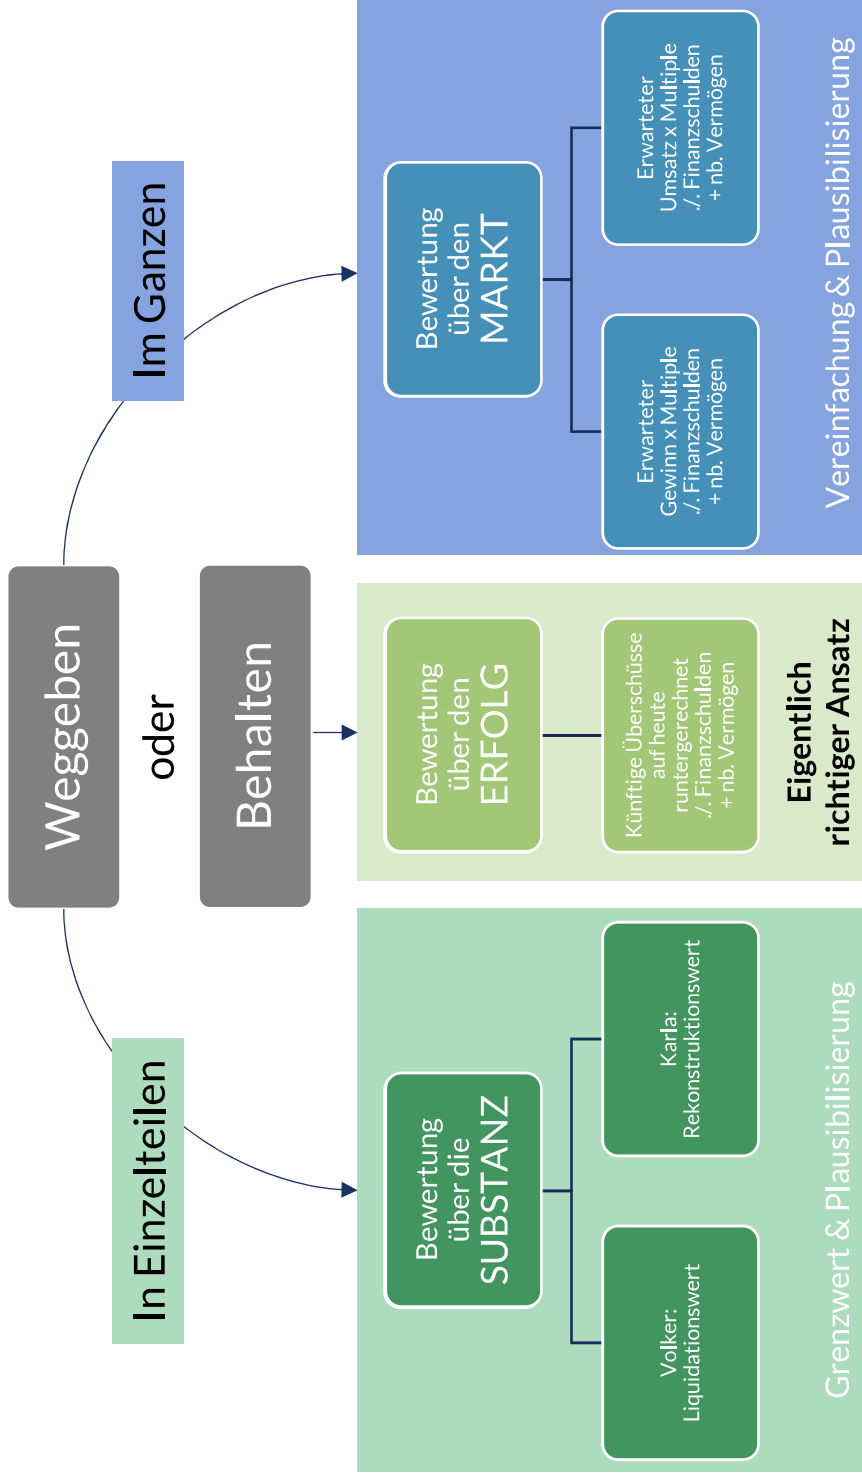 Weggeben
oder
Behalten
In Einzelteilen
Im Ganzen
Bewertung
über die
SUBSTANZ
Volker:
Liquidationswert
Karla:
Rekonstruktionswert
Grenzwert & Plausibilisierung
Bewertung
über den
ERFOLG
Künftige Überschüsse
auf heute
runtergerechnet
./. Finanzschulden
+ nb. Vermögen
Eigentlich
richtiger Ansatz
Bewertung
über den
MARKT
Erwarteter
Gewinn x Multiple
./. Finanzschulden
+ nb. Vermögen
Erwarteter
Umsatz x Multiple
./. Finanzschulden
+ nb. Vermögen
Vereinfachung & Plausibilisierung